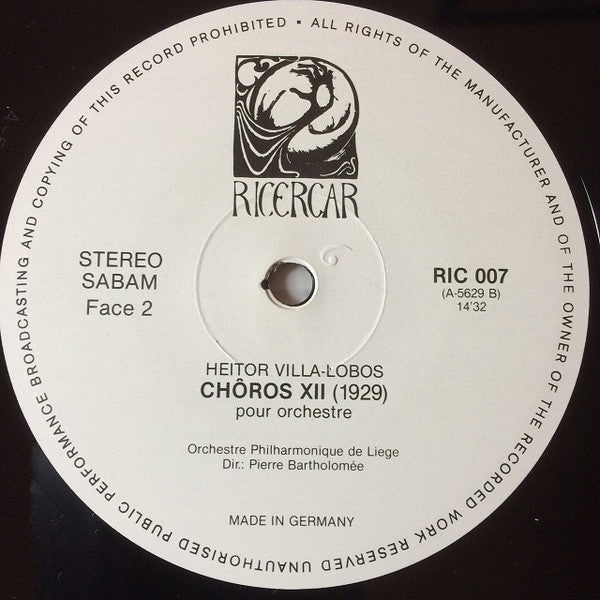 ALL RIGHTS OF THE MANUFACTURER AND OF THE OWNER OF THE RECORDED WORK RESERVED UNAUTHORISED PUBLIC PERFORMANCE BROADCASTING AND COPYING OF THIS RECORD PROHIBITED •
RICERCAR
STEREO
SABAM
Face 2
RIC 007
(A-5629 B)
14'32
HEITOR VILLA-LOBOS
CHÔROS XII (1929)
pour orchestre
Orchestre Philharmonique de Liege
Dir.: Pierre Bartholomée
MADE IN GERMANY